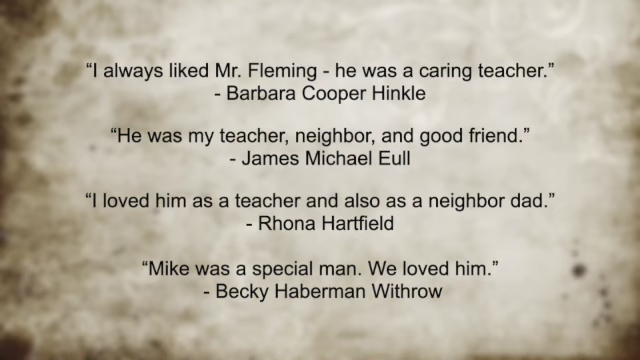 “I always liked Mr. Fleming - he was a caring teacher.”
- Barbara Cooper Hinkle
“He was my teacher, neighbor, and good friend.”
- James Michael Eull
“I loved him as a teacher and also as a neighbor dad.”
- Rhona Hartfield
“Mike was a special man. We loved him.”
- Becky Haberman Withrow